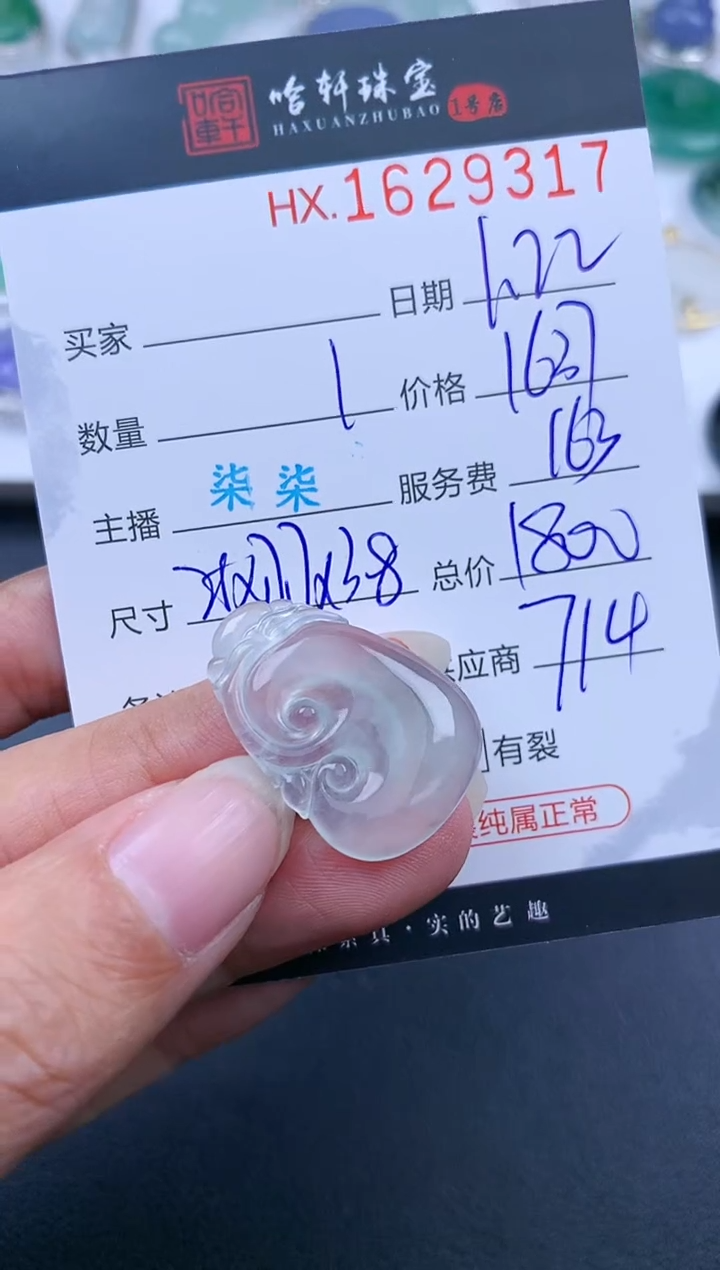 哈轩珠宝 1号店
HAXUANZHUBAO
HX.1629317
买家 日期 1.22
数量 1 价格 1637
主播 柒柒 服务费 163
尺寸 总价 1800
应商 714
有裂
纯属正常
实的艺趣